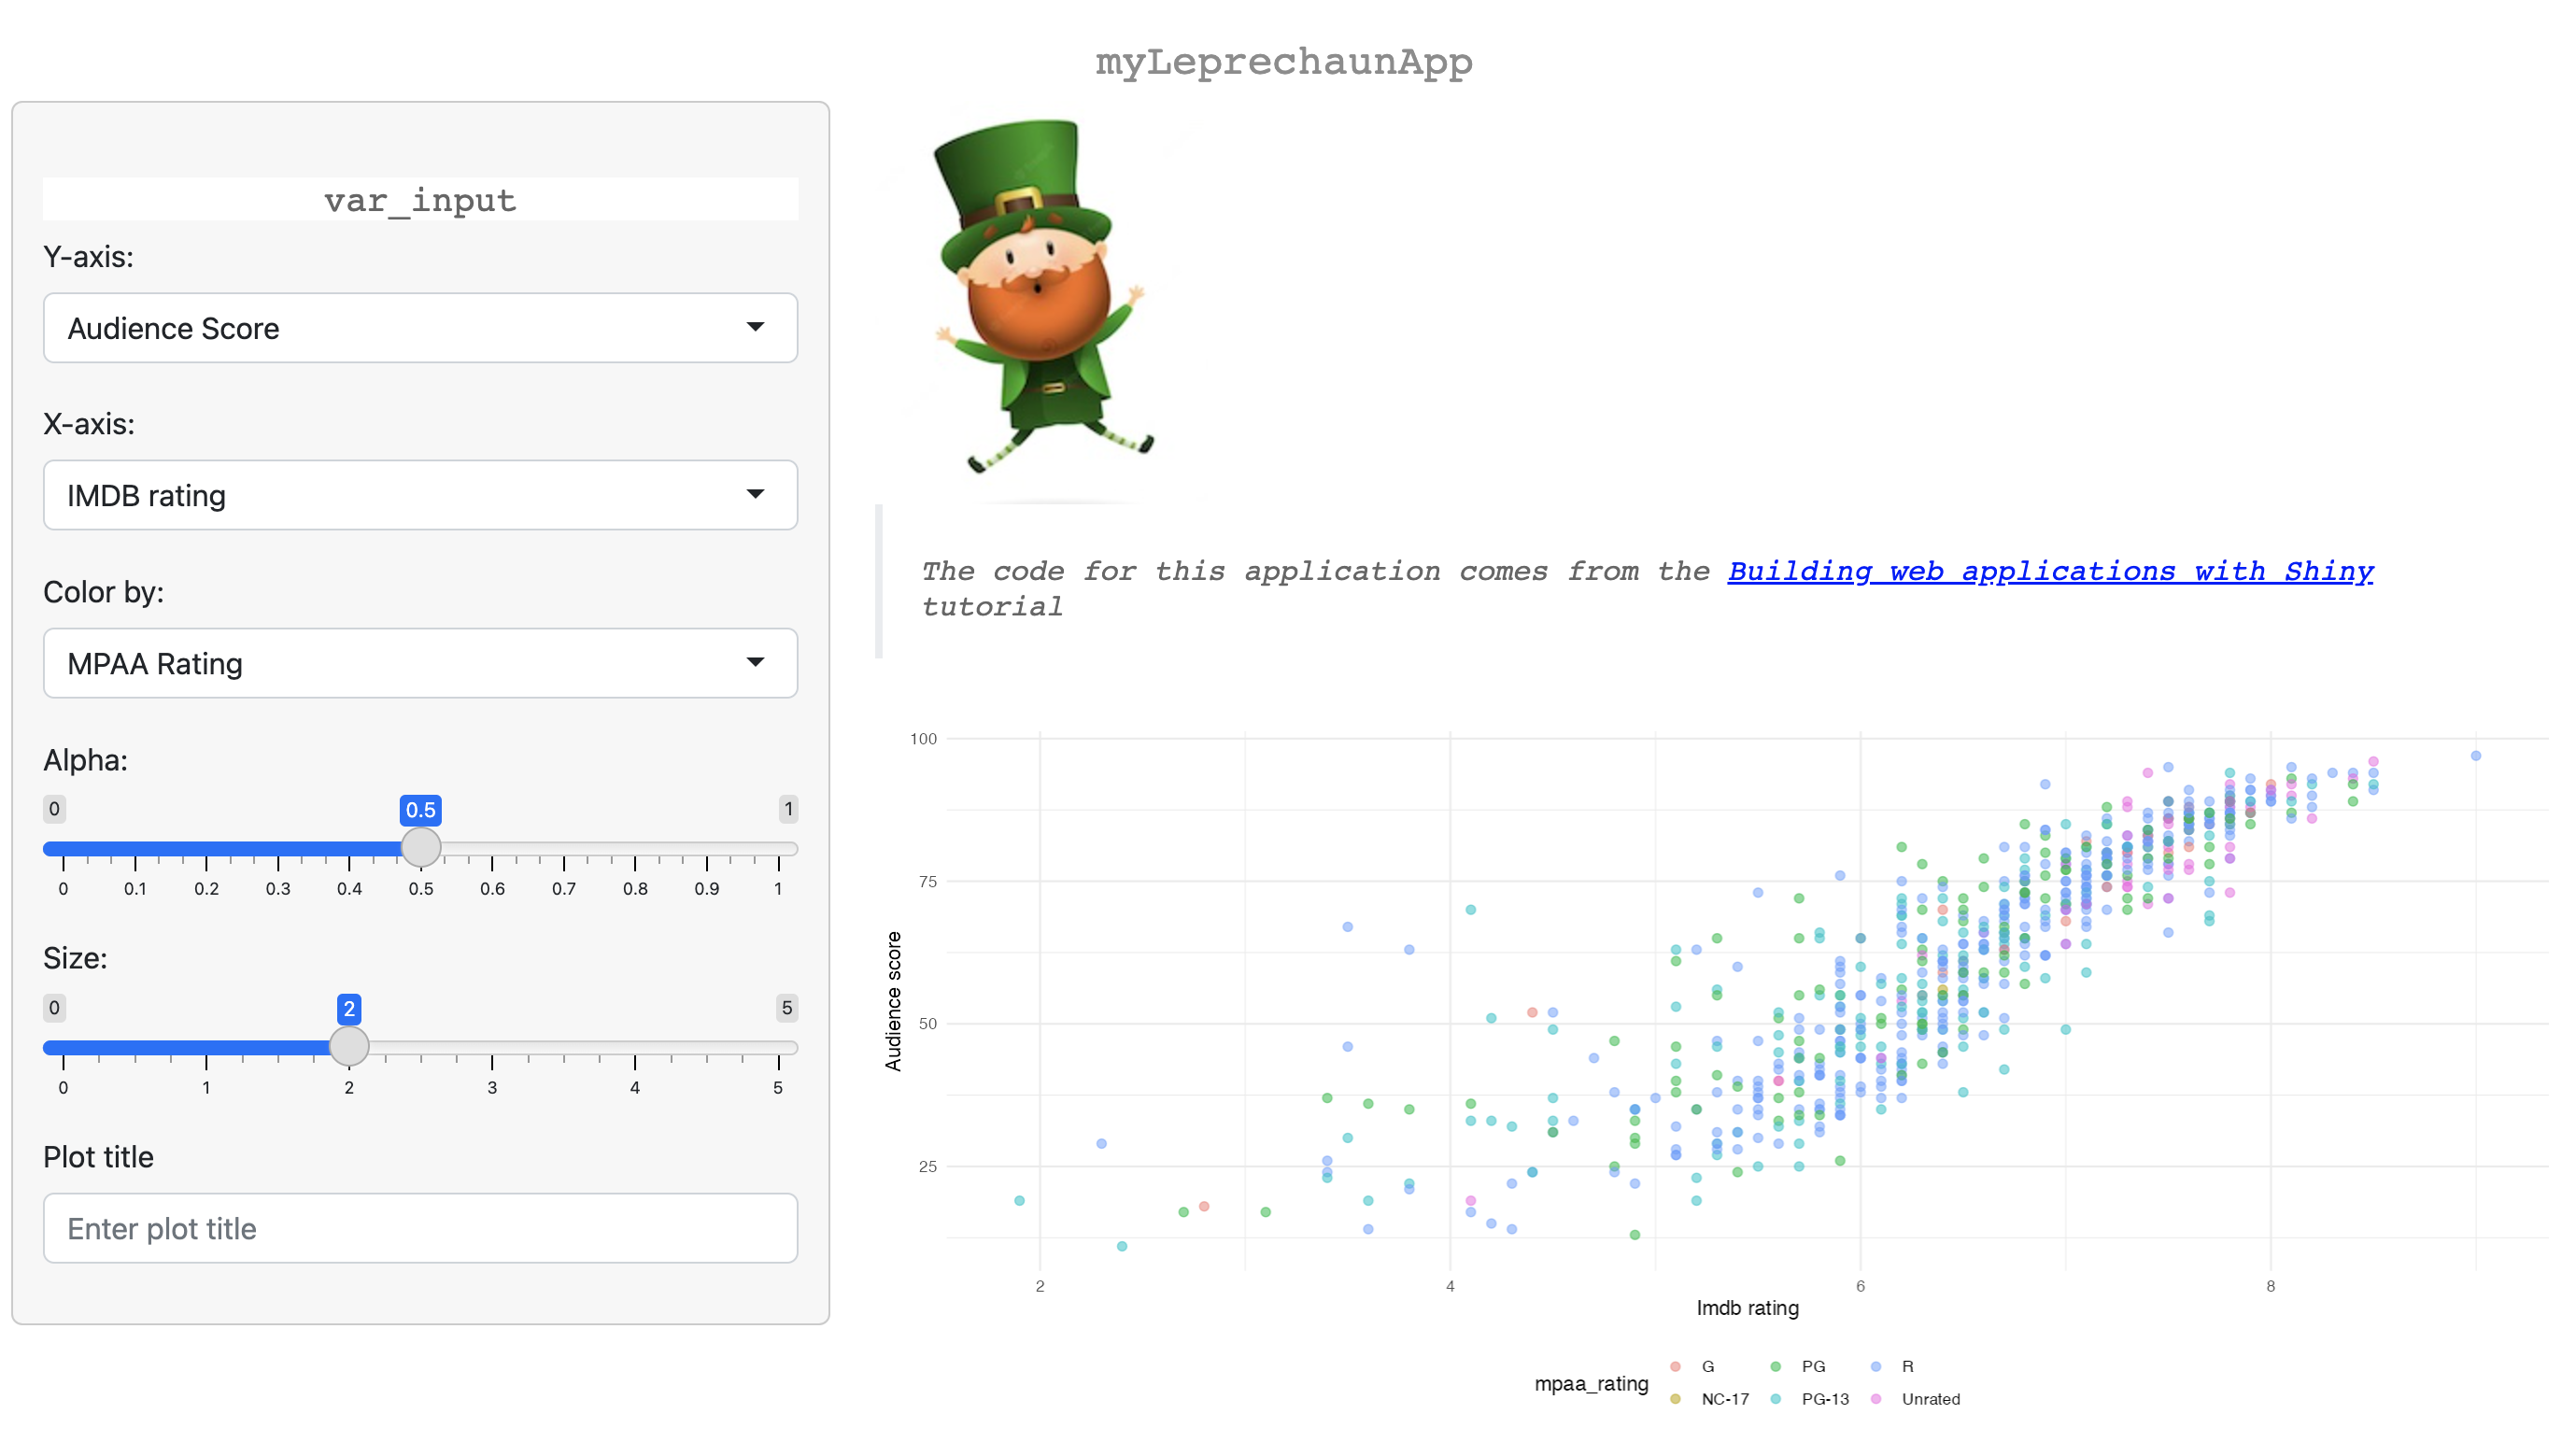 myLeprechaunApp
var_input
Y-axis:
Audience Score
X-axis:
IMDB rating
Color by:
MPAA Rating
Alpha:
0 0.5 1
0 0.1 0.2 0.3 0.4 0.5 0.6 0.7 0.8 0.9 1
Size:
0 2 5
0 1 2 3 4 5
Plot title
Enter plot title
The code for this application comes from the Building web applications with Shiny
tutorial
100
75
50
25
Audience score
2 4 6 8
Imdb rating
mpaa_rating
G PG R
NC-17 PG-13 Unrated